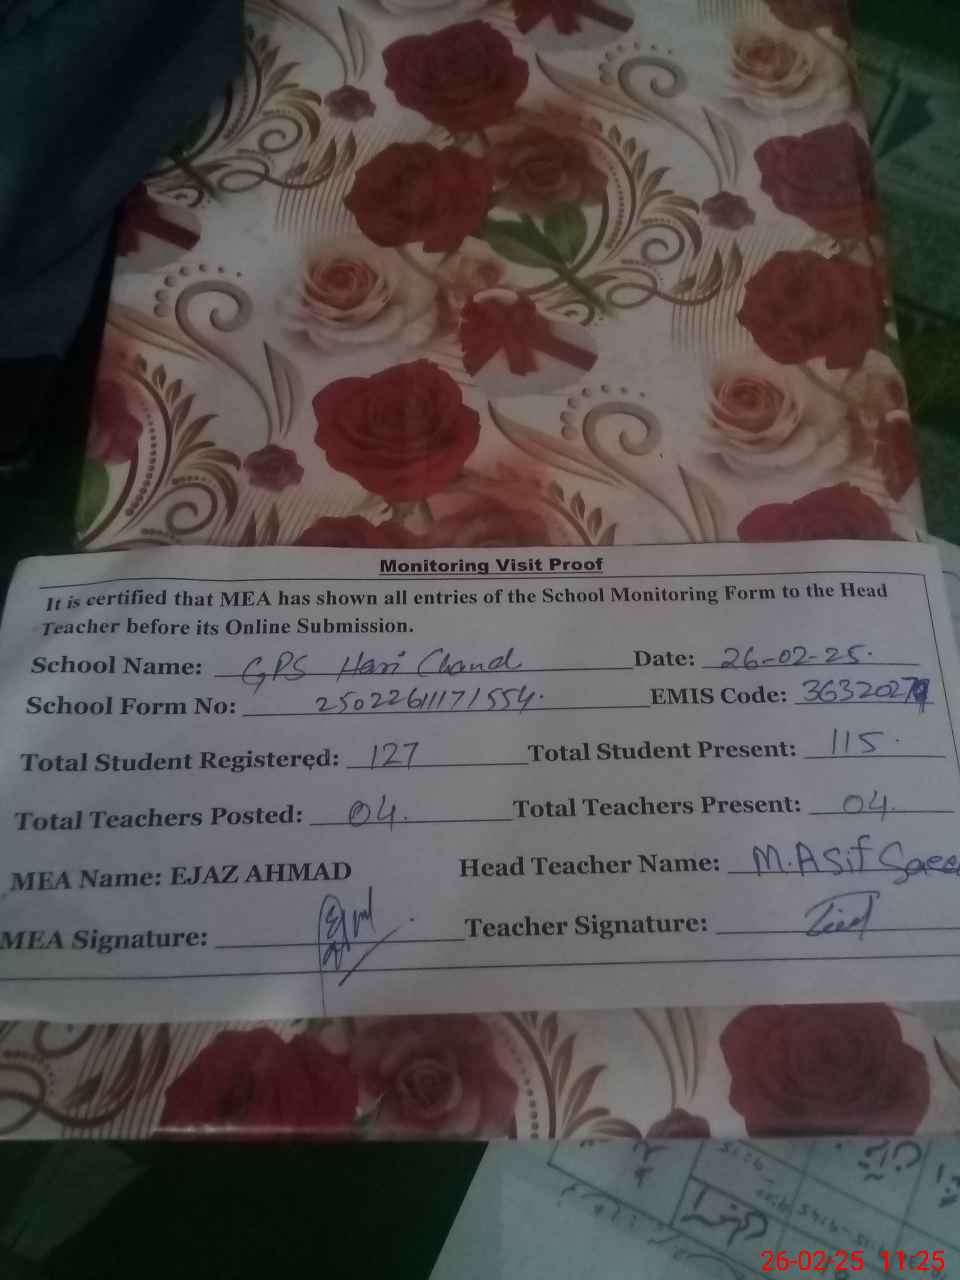 Monitoring Visit Proof
It is certified that MEA has shown all entries of the School Monitoring Form to the Head
Teacher before its Online Submission.
School Name: GPS Hari Chand Date: 26-02-25.
School Form No: 25022611171554. EMIS Code: 3632027
Total Student Registered: 127 Total Student Present: 115.
Total Teachers Posted: 04. Total Teachers Present: 04.
MEA Name: EJAZ AHMAD Head Teacher Name: M.Asif Saee
MEA Signature: Teacher Signature:
26-02-25 11:25